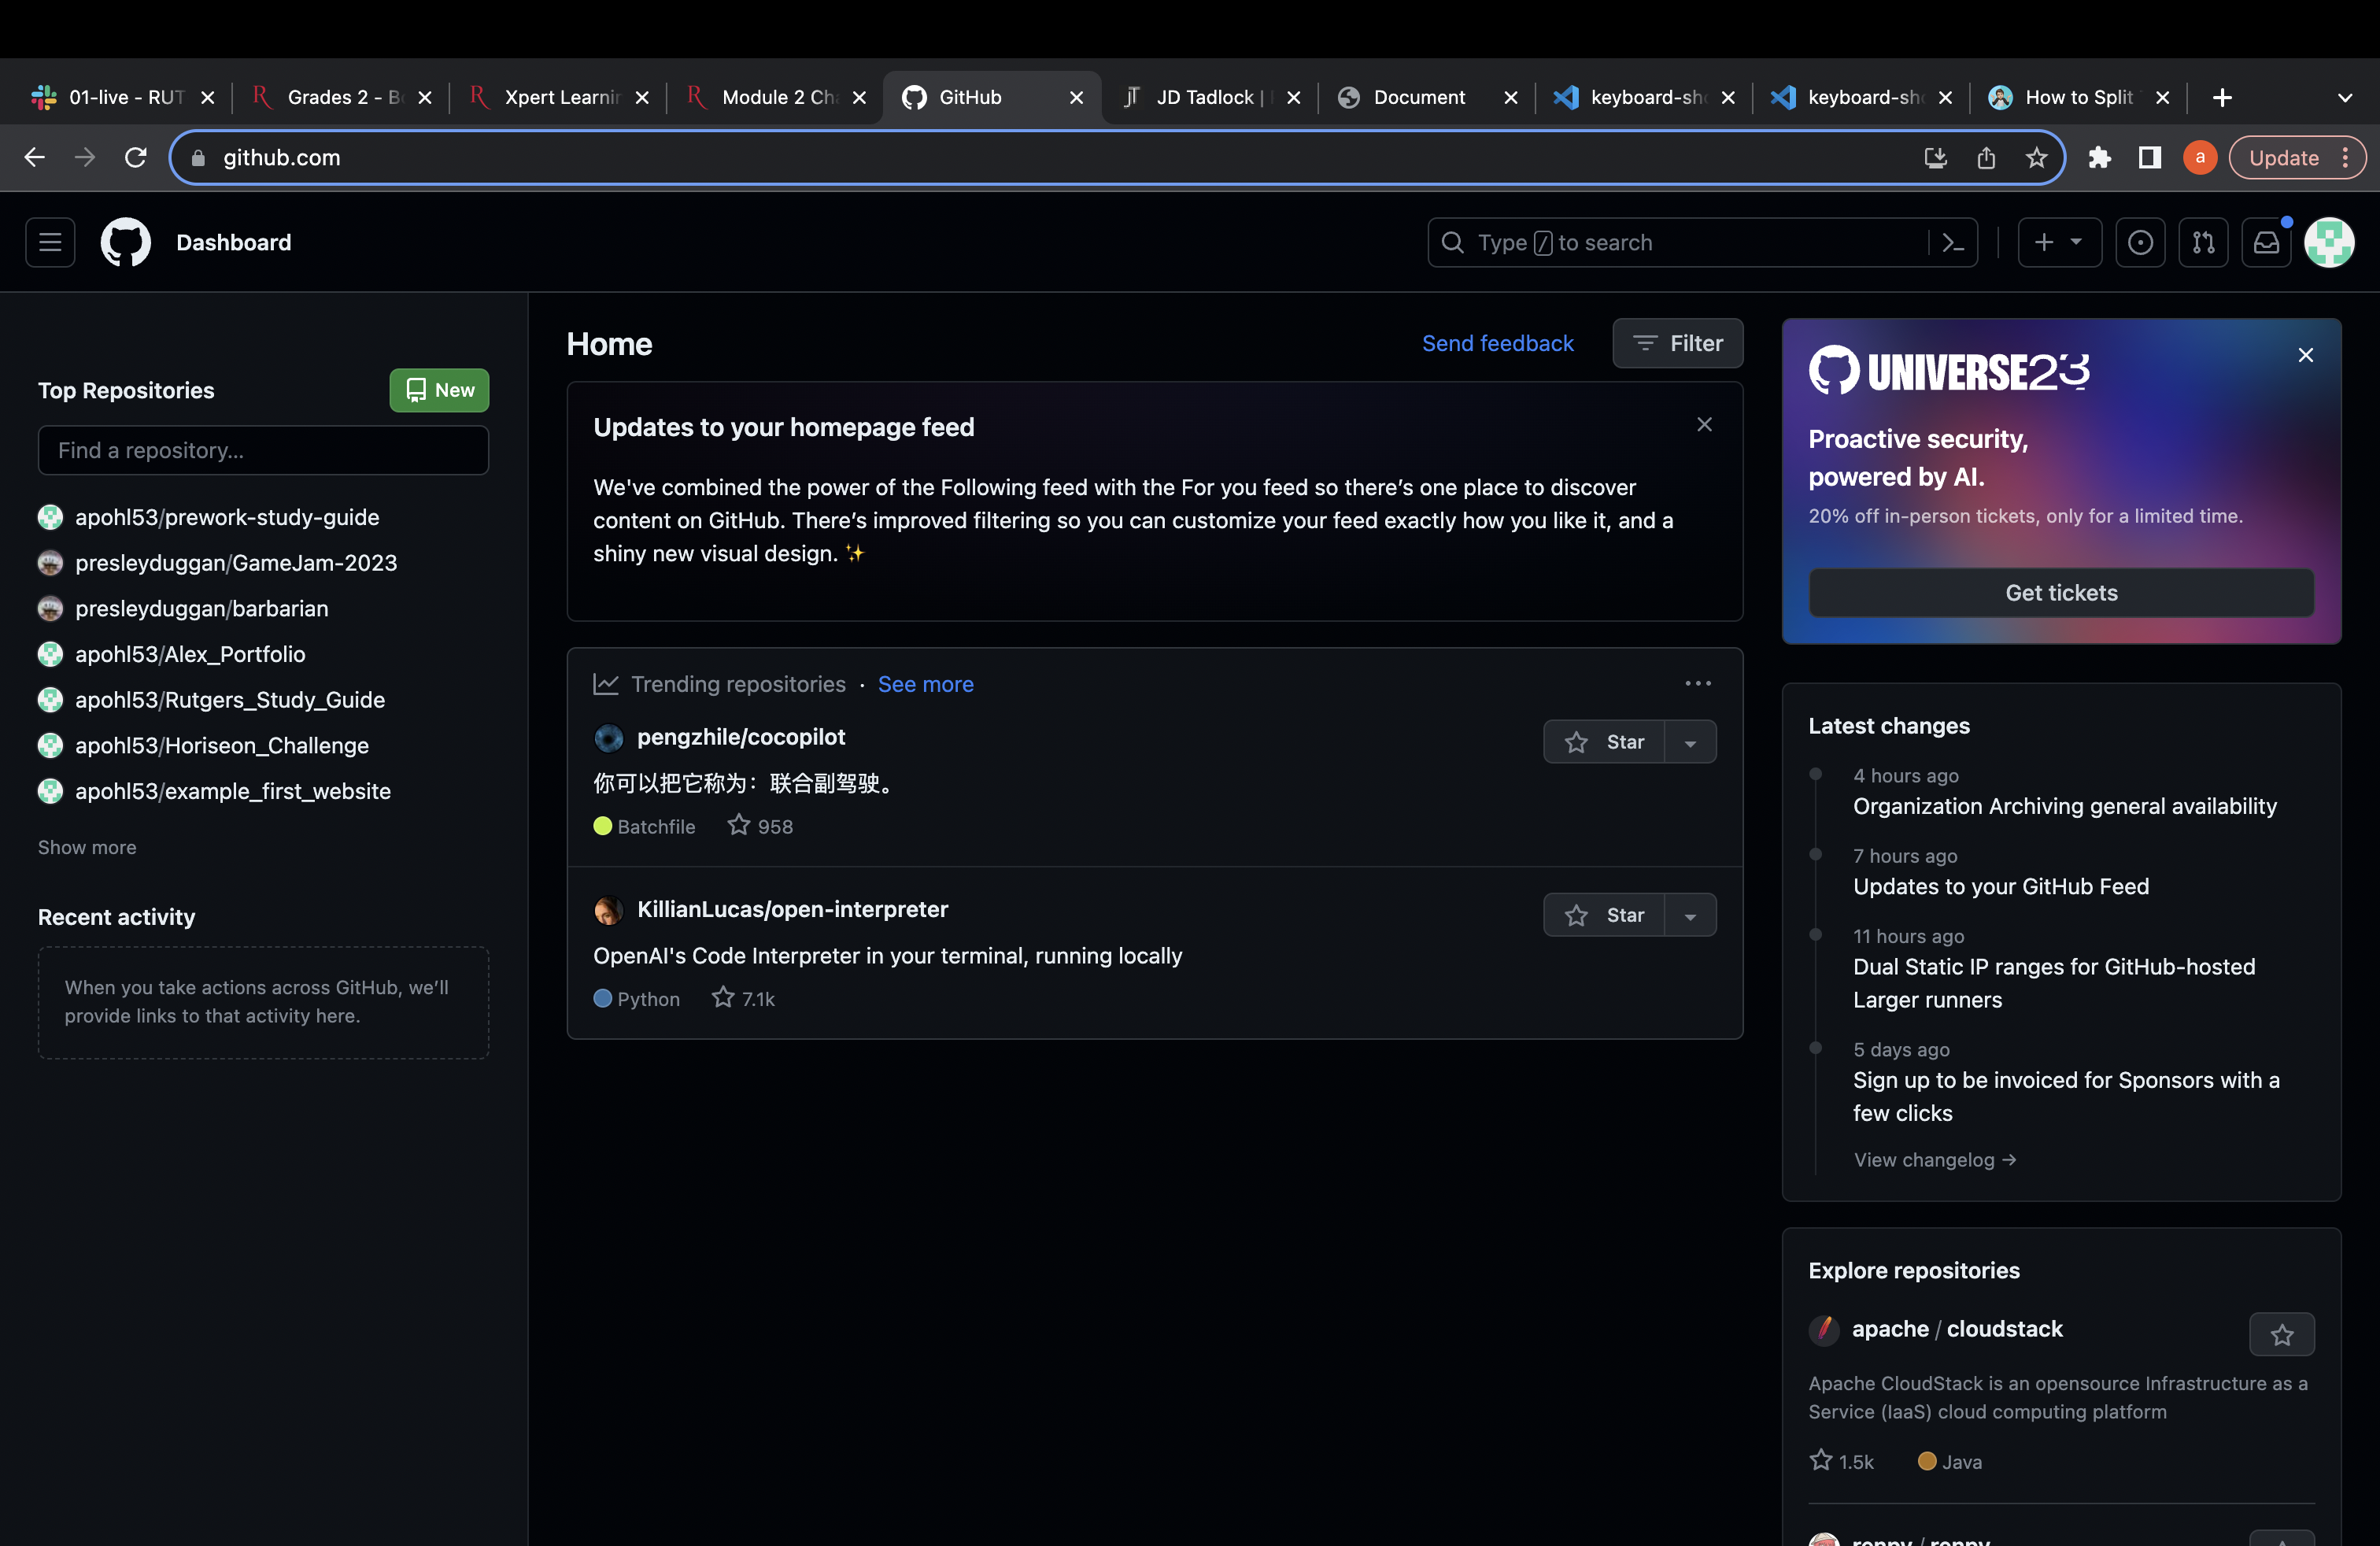 01-live - RUT
Grades 2 - Bo
Xpert Learnin
Module 2 Cha
GitHub
JD Tadlock |
Document
keyboard-sho
keyboard-sho
How to Split
github.com
a
Update
Dashboard
Type / to search
Top Repositories
New
Find a repository...
apohl53/prework-study-guide
presleyduggan/GameJam-2023
presleyduggan/barbarian
apohl53/Alex_Portfolio
apohl53/Rutgers_Study_Guide
apohl53/Horiseon_Challenge
apohl53/example_first_website
Show more
Recent activity
When you take actions across GitHub, we’ll
provide links to that activity here.
Home
Send feedback
Filter
Updates to your homepage feed
We've combined the power of the Following feed with the For you feed so there’s one place to discover
content on GitHub. There’s improved filtering so you can customize your feed exactly how you like it, and a
shiny new visual design. ✨
Trending repositories · See more
pengzhile/cocopilot
Star
你可以把它称为：联合副驾驶。
Batchfile 958
KillianLucas/open-interpreter
Star
OpenAI's Code Interpreter in your terminal, running locally
Python 7.1k
UNIVERSE23
Proactive security,
powered by AI.
20% off in-person tickets, only for a limited time.
Get tickets
Latest changes
4 hours ago
Organization Archiving general availability
7 hours ago
Updates to your GitHub Feed
11 hours ago
Dual Static IP ranges for GitHub-hosted
Larger runners
5 days ago
Sign up to be invoiced for Sponsors with a
few clicks
View changelog →
Explore repositories
apache / cloudstack
Apache CloudStack is an opensource Infrastructure as a
Service (IaaS) cloud computing platform
1.5k Java
renpy / renpy